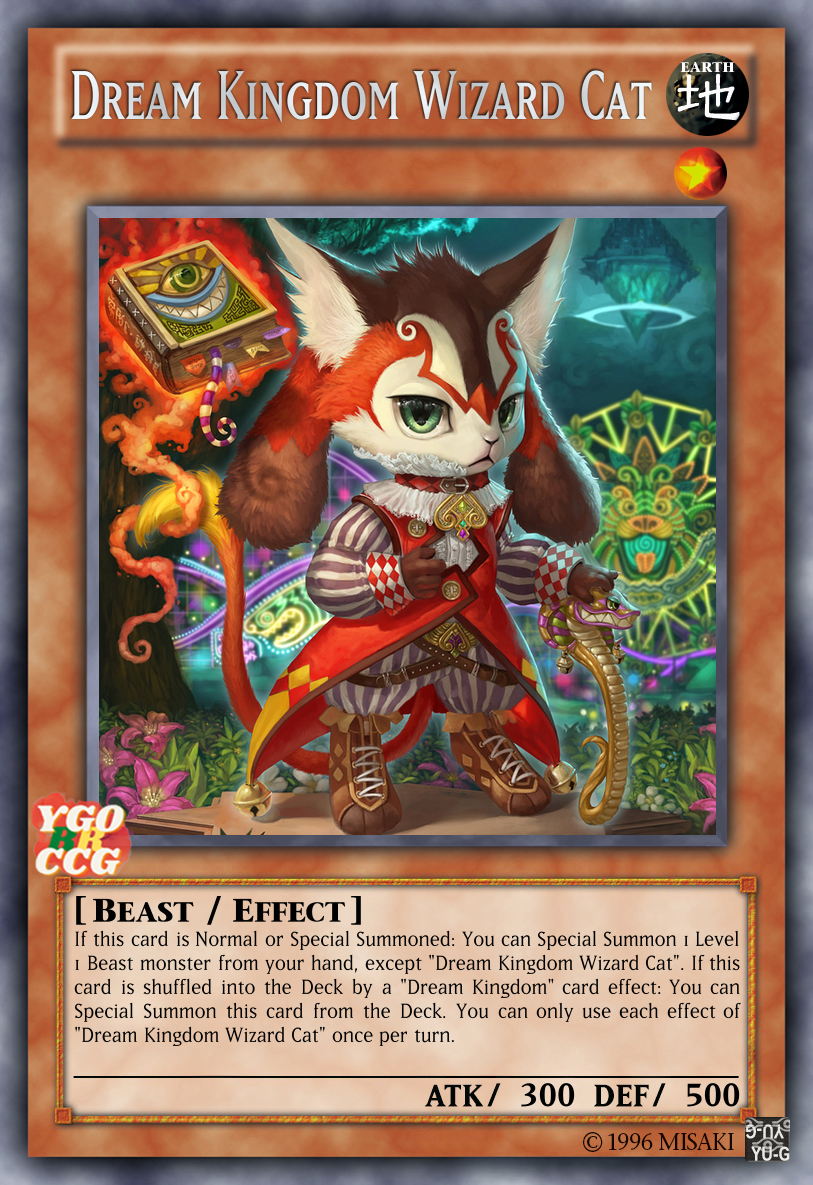 DREAM KINGDOM WIZARD CAT
EARTH
地
YGO
BR
CCG
[ BEAST / EFFECT ]
If this card is Normal or Special Summoned: You can Special Summon 1 Level
1 Beast monster from your hand, except "Dream Kingdom Wizard Cat". If this
card is shuffled into the Deck by a "Dream Kingdom" card effect: You can
Special Summon this card from the Deck. You can only use each effect of
"Dream Kingdom Wizard Cat" once per turn.
ATK/ 300 DEF/ 500
© 1996 MISAKI
YU-G
YU-G